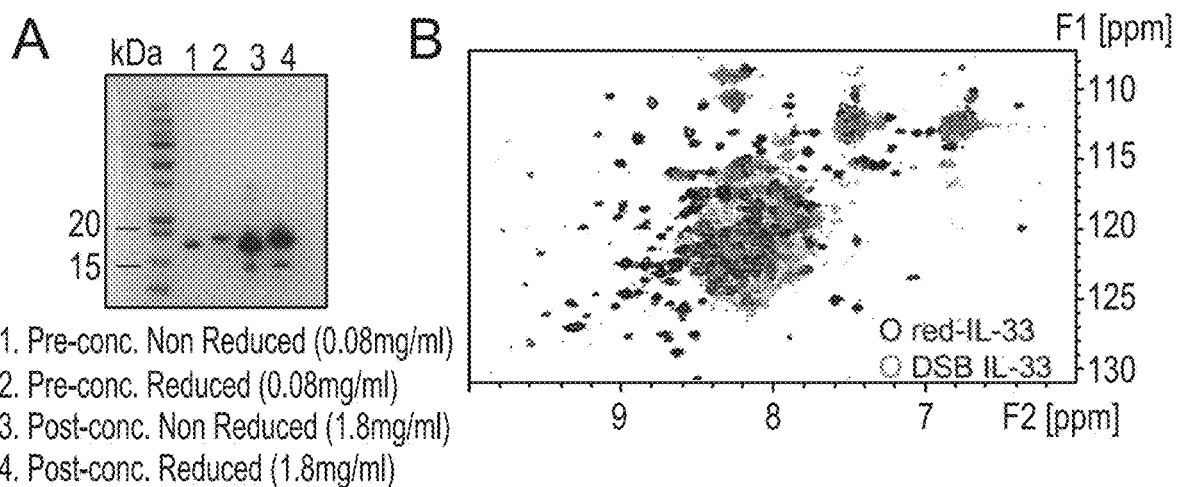 A
kDa 1 2 3 4
20
15
1. Pre-conc. Non Reduced (0.08mg/ml)
2. Pre-conc. Reduced (0.08mg/ml)
3. Post-conc. Non Reduced (1.8mg/ml)
4. Post-conc. Reduced (1.8mg/ml)
B
F1 [ppm]
110
115
120
125
130
red-IL-33
DSB IL-33
9 8 7 F2 [ppm]